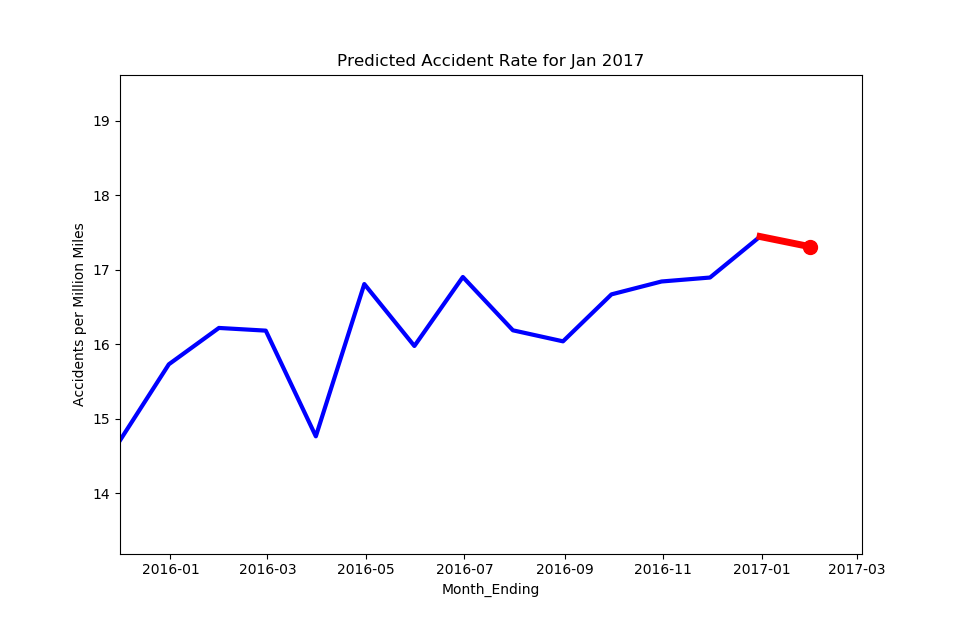 Predicted Accident Rate for Jan 2017
Accidents per Million Miles
19
18
17
16
15
14
2016-01 2016-03 2016-05 2016-07 2016-09 2016-11 2017-01 2017-03
Month_Ending